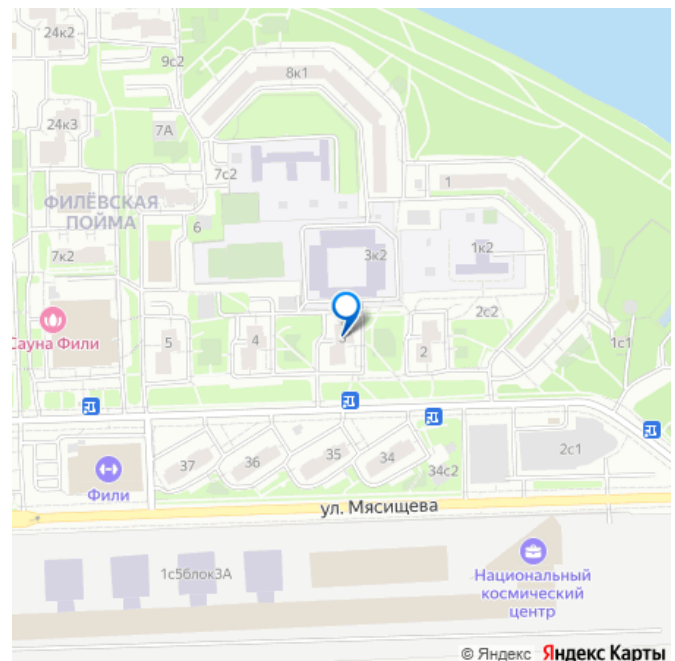 24к2
9с2
8к1
24к3
7А
7с2
1
ФИЛЁВСКАЯ
ПОЙМА
6
3к2
1к2
7к2
2с2
Сауна Фили
5
4
3
2
1с1
37
36
35
34
34с2
2с1
Фили
ул. Мясищева
1с5блок3А
Национальный
космический
центр
© Яндекс Яндекс Карты